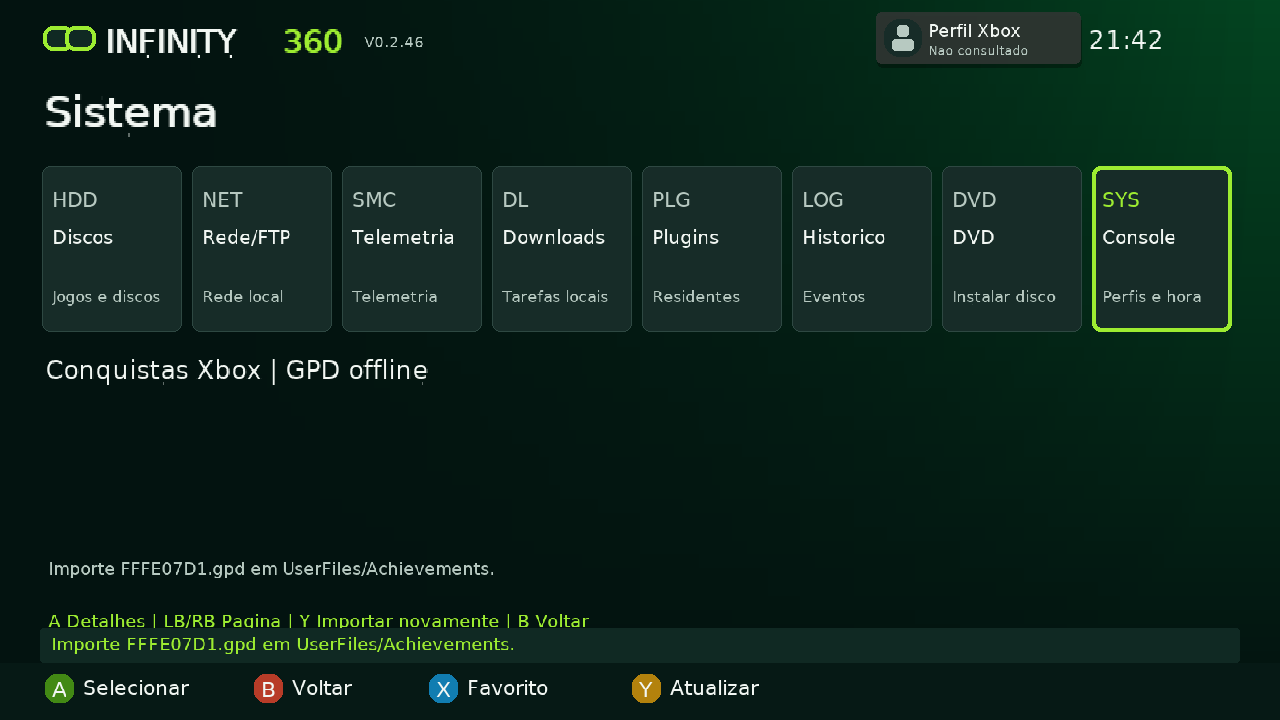 INFINITY 360 V0.2.46
Perfil Xbox
Nao consultado
21:42
Sistema
HDD
Discos
Jogos e discos
NET
Rede/FTP
Rede local
SMC
Telemetria
Telemetria
DL
Downloads
Tarefas locais
PLG
Plugins
Residentes
LOG
Historico
Eventos
DVD
DVD
Instalar disco
SYS
Console
Perfis e hora
Conquistas Xbox | GPD offline
Importe FFFE07D1.gpd em UserFiles/Achievements.
A Detalhes | LB/RB Pagina | Y Importar novamente | B Voltar
Importe FFFE07D1.gpd em UserFiles/Achievements.
A Selecionar B Voltar X Favorito Y Atualizar